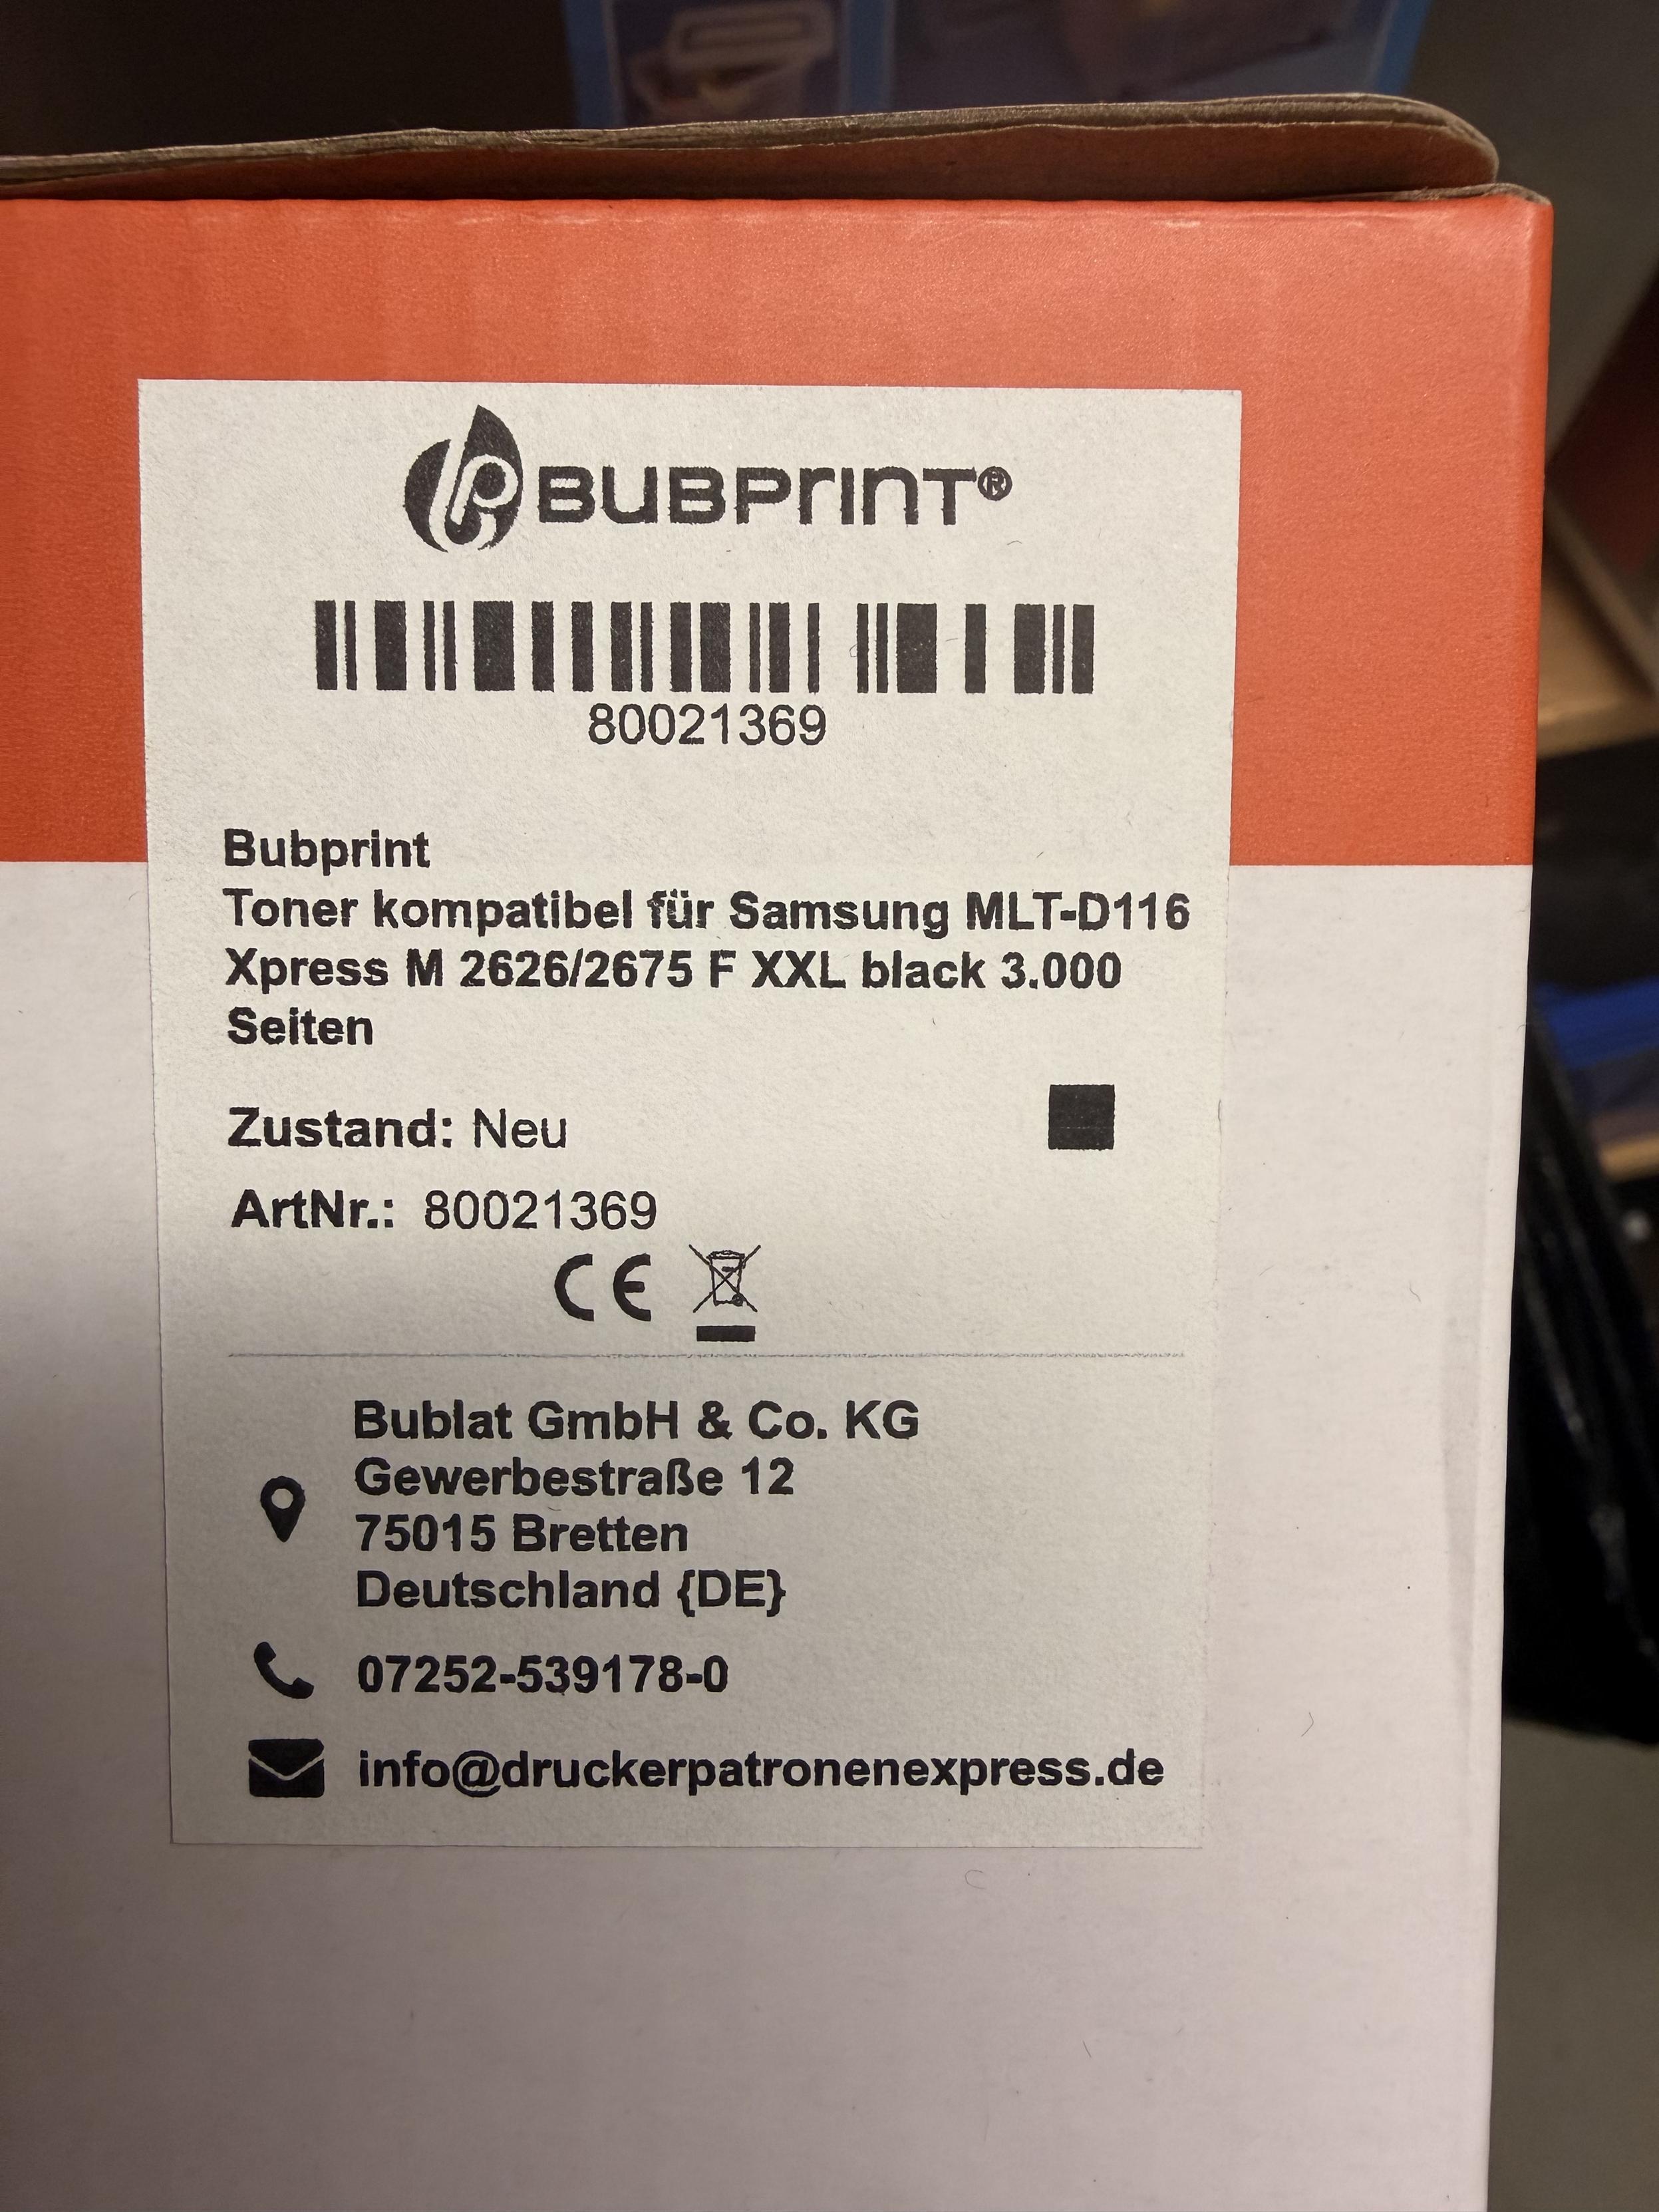 BUBPRINT®
80021369
Bubprint
Toner kompatibel für Samsung MLT-D116
Xpress M 2626/2675 F XXL black 3.000
Seiten
Zustand: Neu
ArtNr.: 80021369
CE
Bublat GmbH & Co. KG
Gewerbestraße 12
75015 Bretten
Deutschland {DE}
07252-539178-0
info@druckerpatronenexpress.de